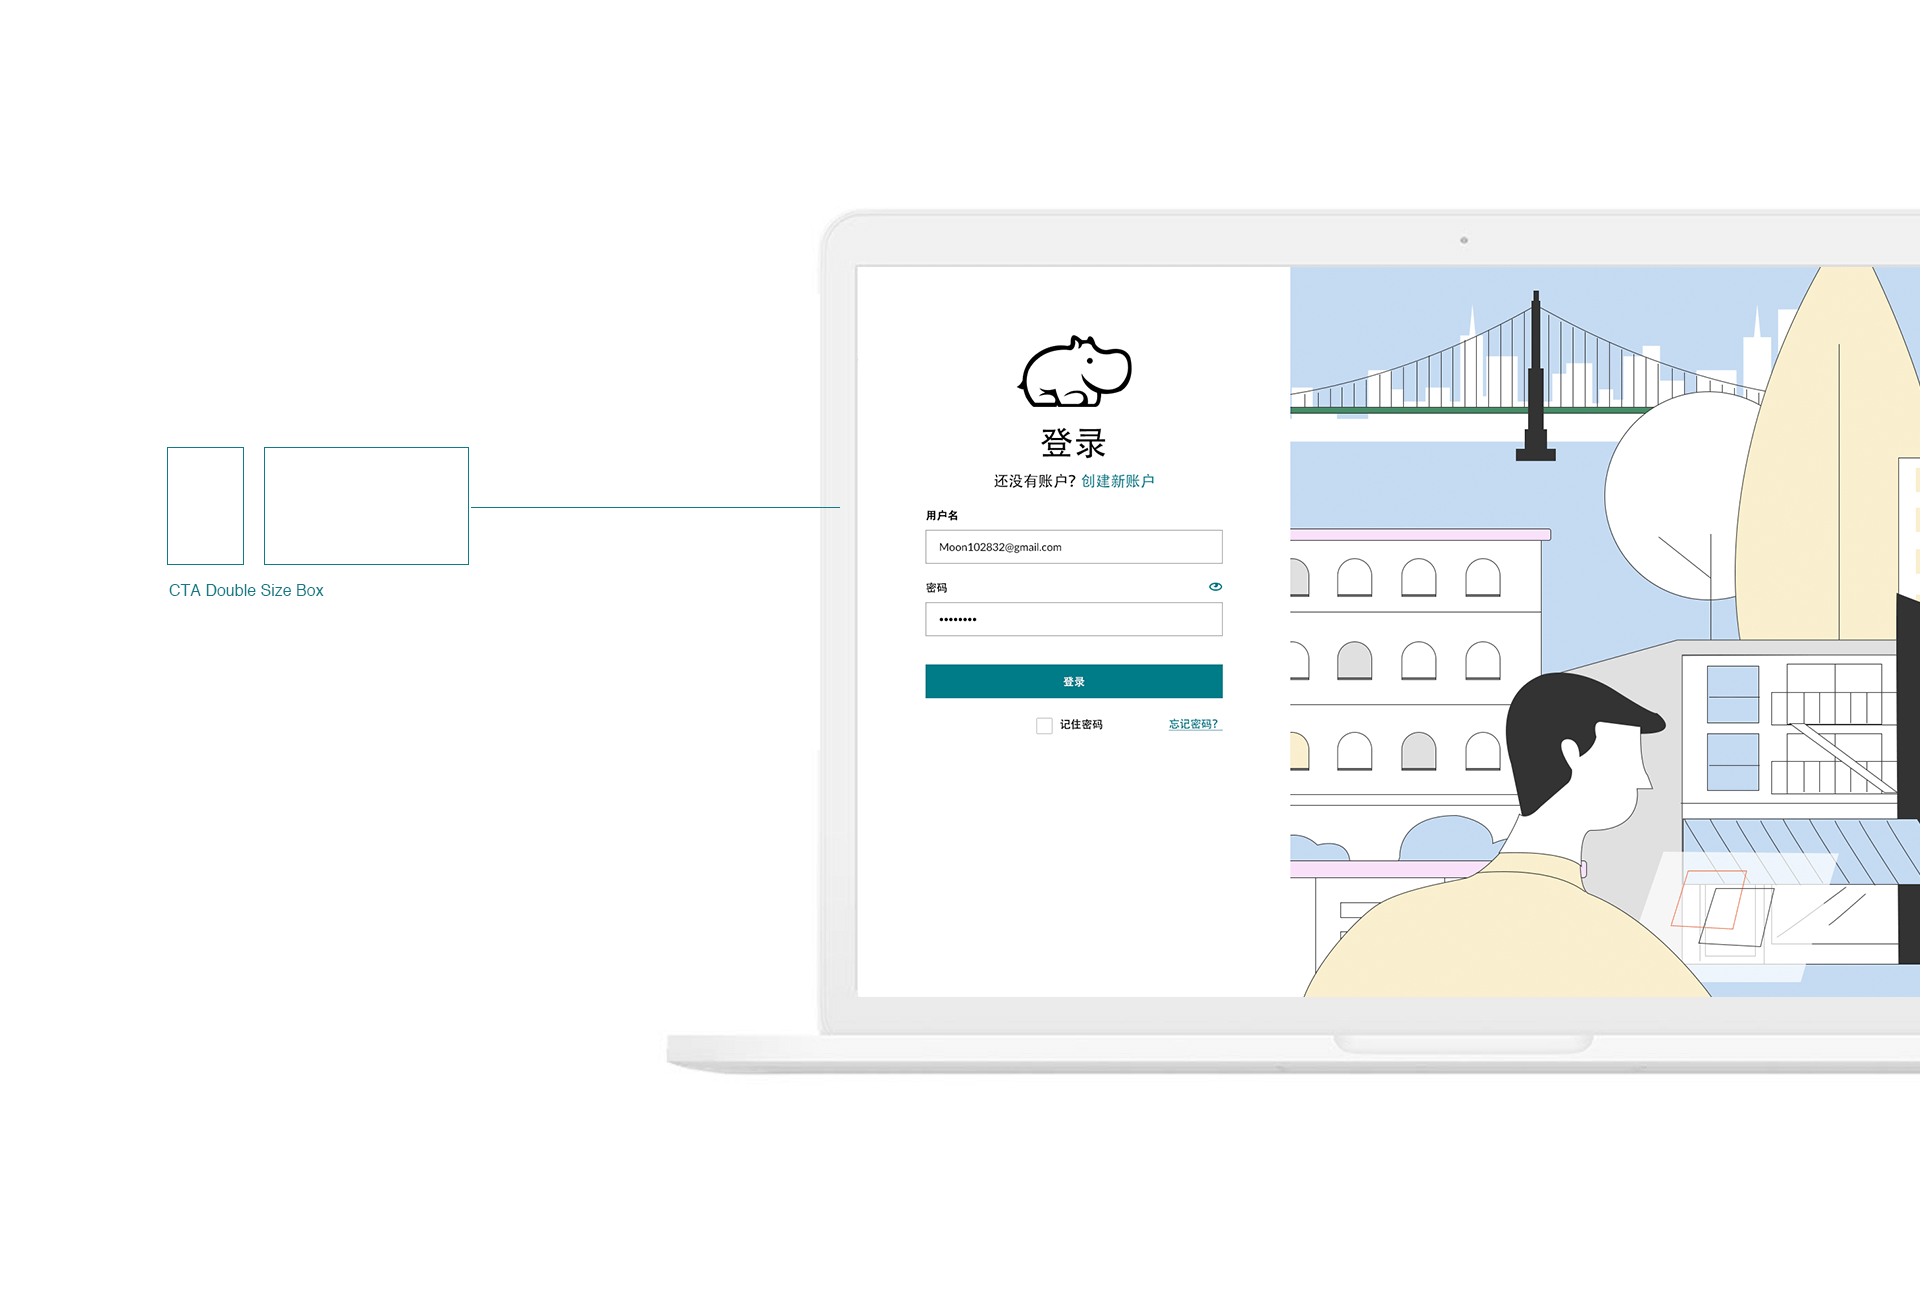 CTA Double Size Box
登录
还没有账户? 创建新账户
用户名
Moon102832@gmail.com
密码
••••••••
登录
记住密码
忘记密码?